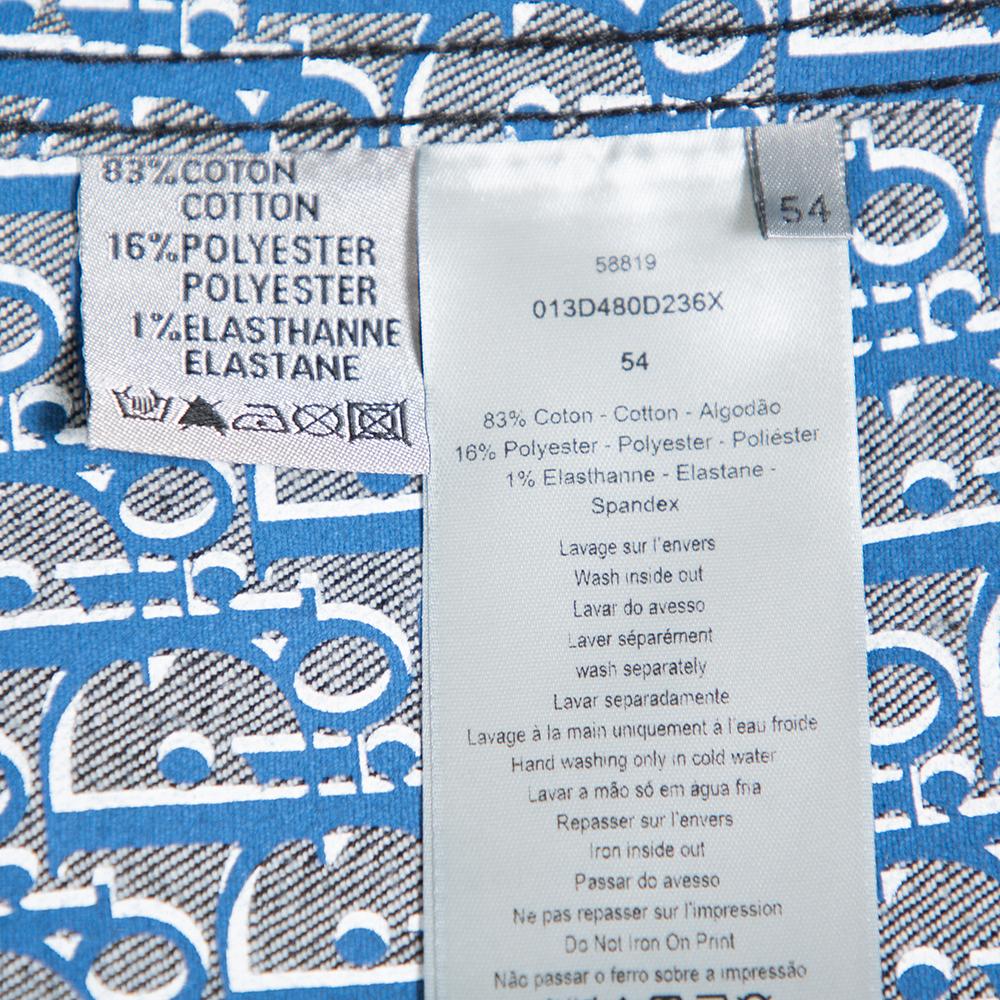 83% COTON
COTTON
16% POLYESTER
POLYESTER
1% ELASTHANNE
ELASTANE
54
58819
013D480D236X
54
83% Coton - Cotton - Algodão
16% Polyester - Polyester - Poliéster
1% Elasthanne - Elastane -
Spandex
Lavage sur l'envers
Wash inside out
Lavar do avesso
Laver séparément
wash separately
Lavar separadamente
Lavage à la main uniquement à l'eau froide
Hand washing only in cold water
Lavar a mão só em água fria
Repasser sur l'envers
Iron inside out
Passar do avesso
Ne pas repasser sur l'impression
Do Not Iron On Print
Não passar o ferro sobre a impressão
Dior